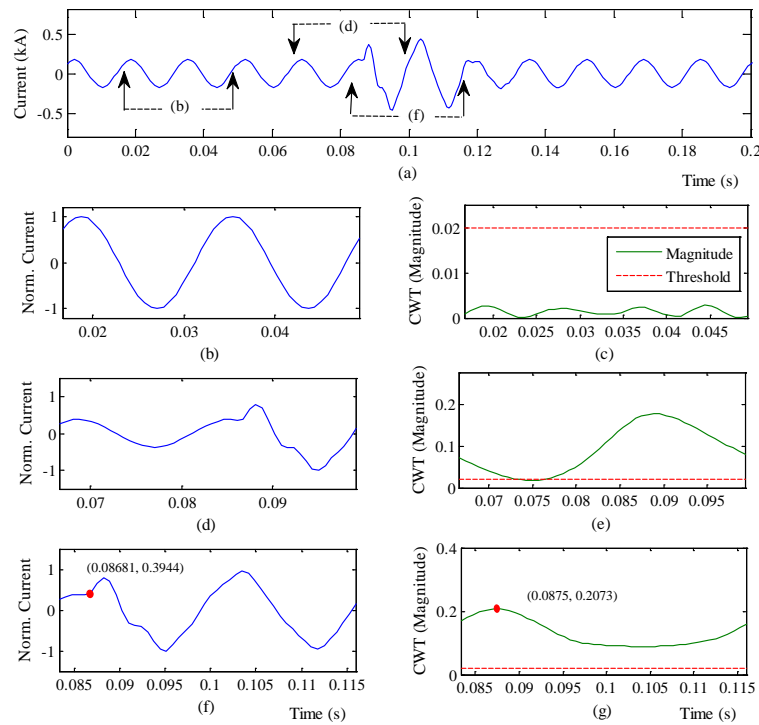 0.5
0
-0.5
Current (kA)
(d)
(b)
(f)
0 0.02 0.04 0.06 0.08 0.1 0.12 0.14 0.16 0.18 0.2
(a)
Time (s)
1
0
-1
Norm. Current
0.02 0.03 0.04
(b)
0.02
0.01
0
CWT (Magnitude)
Magnitude
Threshold
0.02 0.025 0.03 0.035 0.04 0.045
(c)
1
0
-1
Norm. Current
0.07 0.08 0.09
(d)
0.2
0.1
0
CWT (Magnitude)
0.07 0.075 0.08 0.085 0.09 0.095
(e)
1
0
-1
Norm. Current
(0.08681, 0.3944)
0.085 0.09 0.095 0.1 0.105 0.11 0.115
(f)
Time (s)
0.4
0.2
0
CWT (Magnitude)
(0.0875, 0.2073)
0.085 0.09 0.095 0.1 0.105 0.11 0.115
(g)
Time (s)